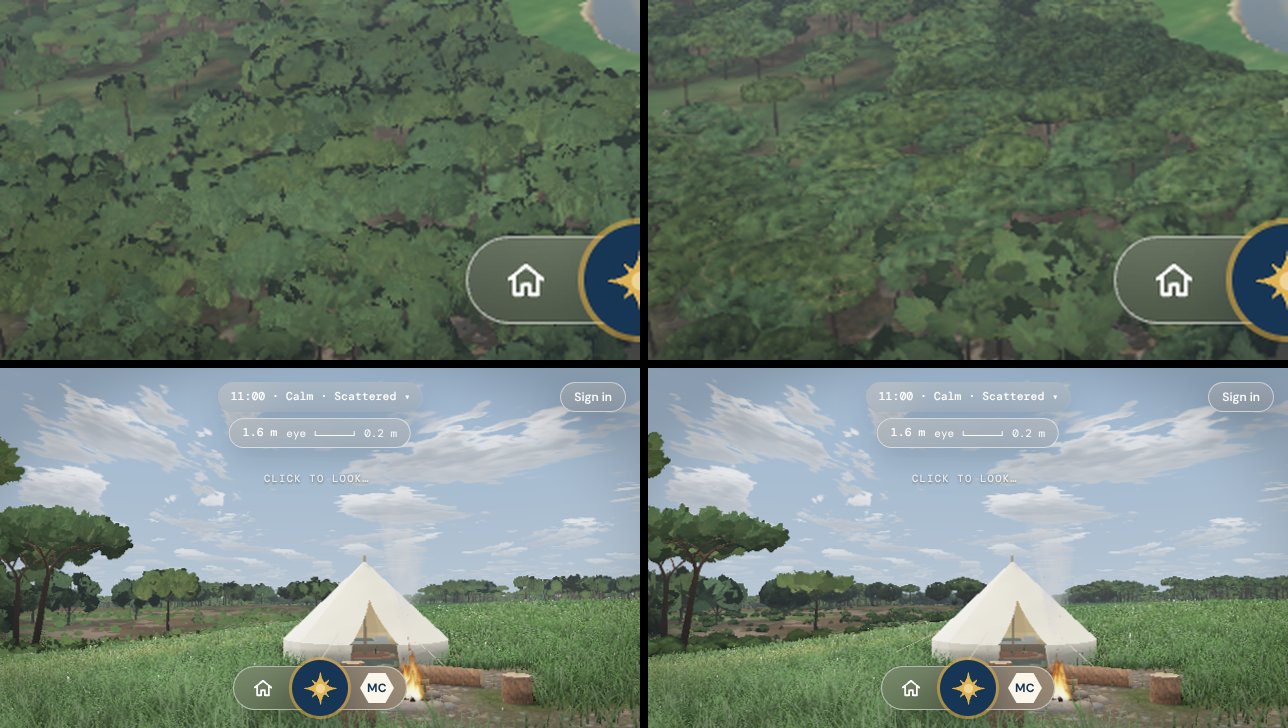 11:00 · Calm · Scattered ▾
Sign in
1.6 m eye 0.2 m
CLICK TO LOOK…
MC
11:00 · Calm · Scattered ▾
Sign in
1.6 m eye 0.2 m
CLICK TO LOOK…
MC